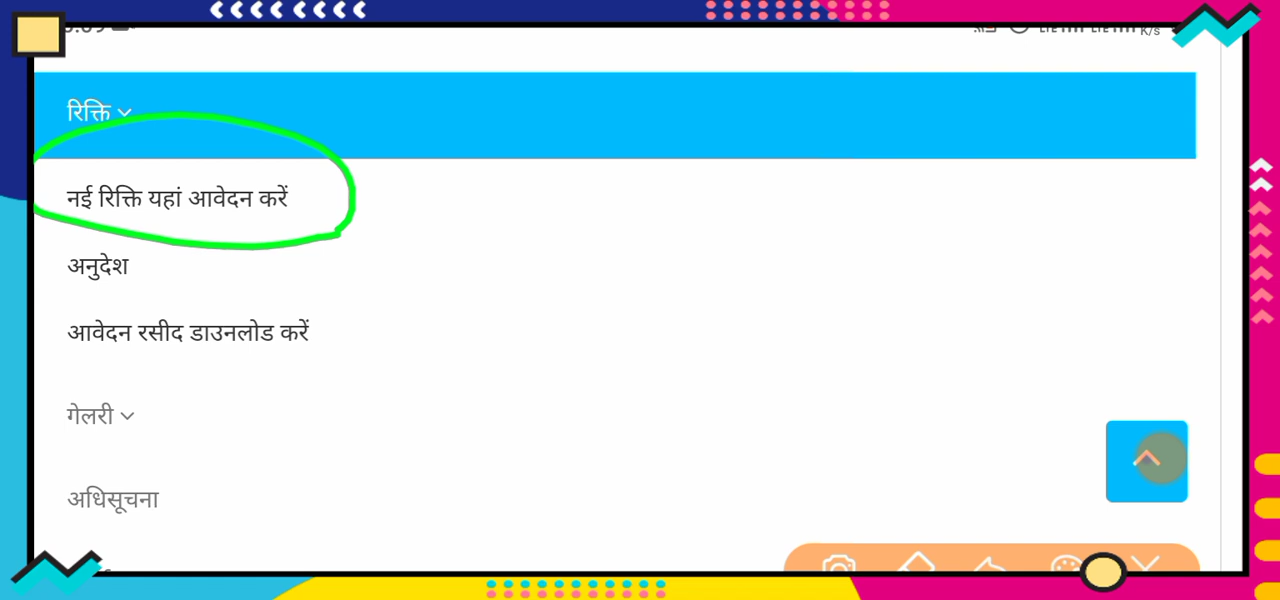 K/s
रिक्ति
नई रिक्ति यहां आवेदन करें
अनुदेश
आवेदन रसीद डाउनलोड करें
गेलरी
अधिसूचना